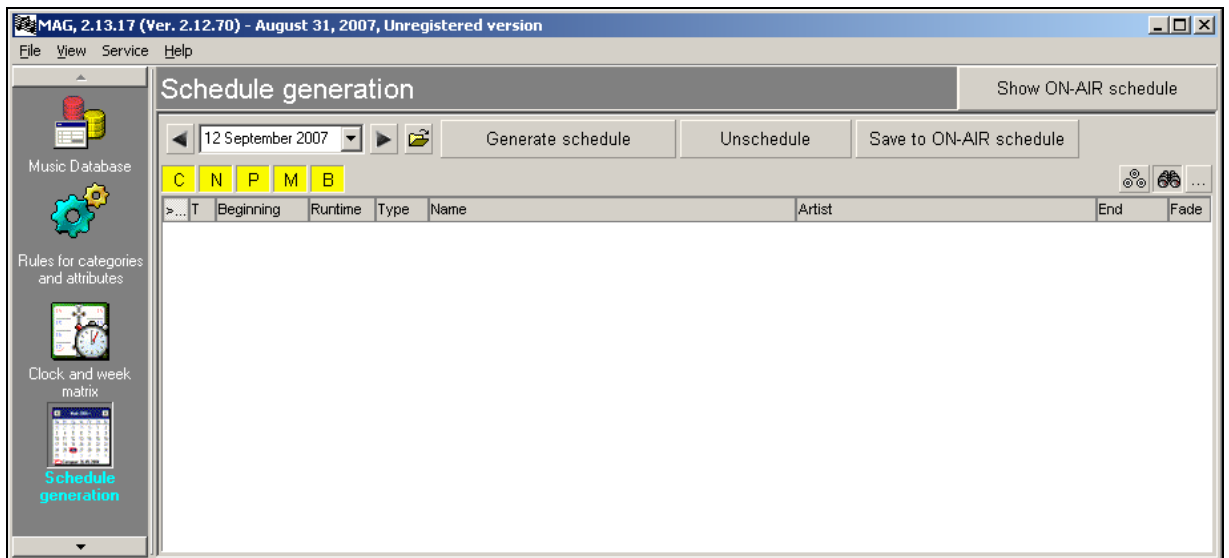 MAG, 2.13.17 (Ver. 2.12.70) - August 31, 2007, Unregistered version
File View Service Help
Schedule generation
Show ON-AIR schedule
12 September 2007
Generate schedule
Unschedule
Save to ON-AIR schedule
C N P M B
...
>... T Beginning Runtime Type Name Artist End Fade
Music Database
Rules for categories
and attributes
Clock and week
matrix
Schedule
generation